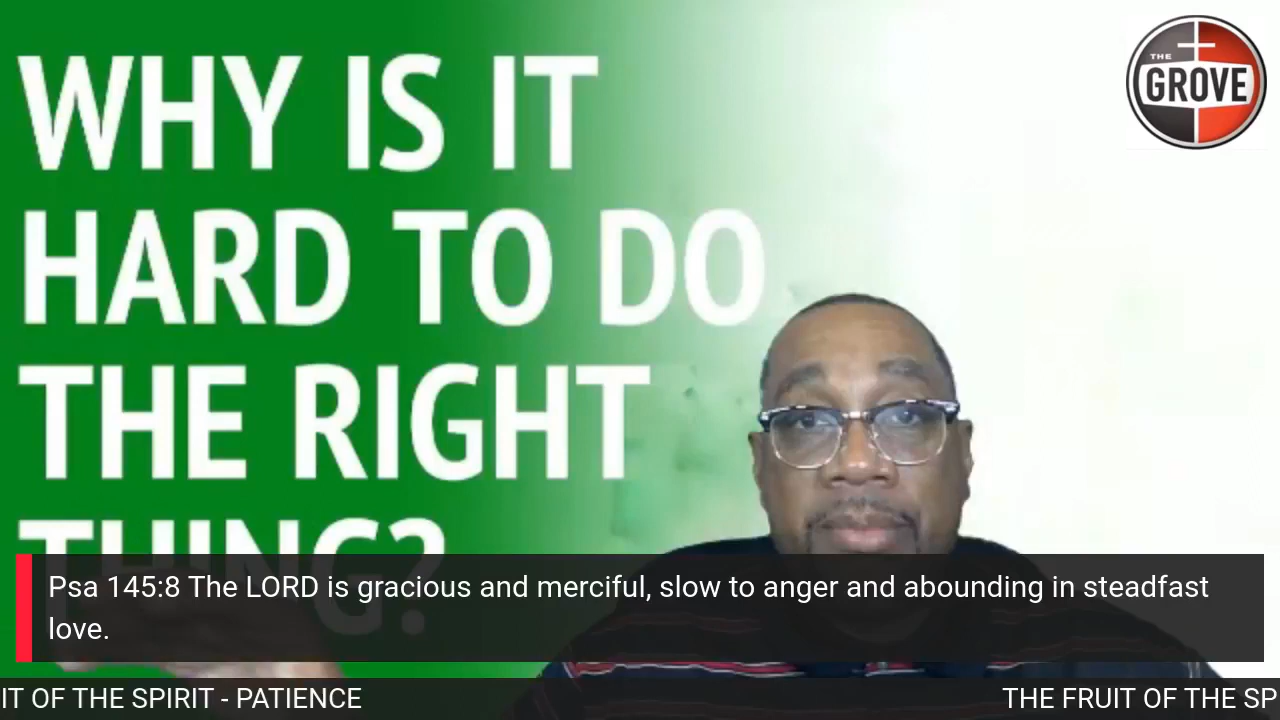 WHY IS IT
HARD TO DO
THE RIGHT
THING?
THE
GROVE
Psa 145:8 The LORD is gracious and merciful, slow to anger and abounding in steadfast
love.
IT OF THE SPIRIT - PATIENCE THE FRUIT OF THE SP